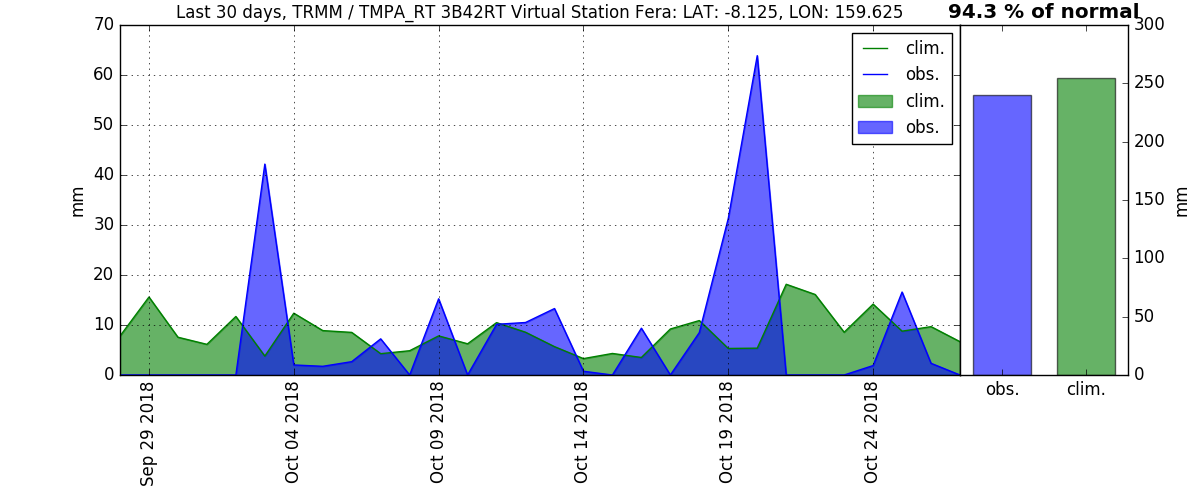 Last 30 days, TRMM / TMPA_RT 3B42RT Virtual Station Fera: LAT: -8.125, LON: 159.625
94.3 % of normal
70
60
50
40
30
20
10
0
mm
clim.
obs.
clim.
obs.
300
250
200
150
100
50
0
mm
obs.
clim.
Sep 29 2018
Oct 04 2018
Oct 09 2018
Oct 14 2018
Oct 19 2018
Oct 24 2018